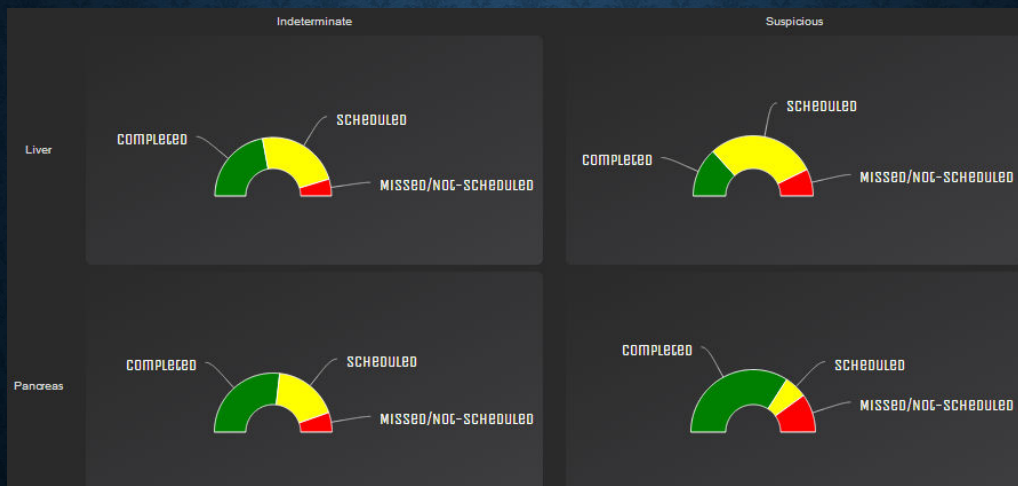 Indeterminate
Suspicious
Liver
COMPLETED
SCHEDULED
MISSED/NOT-SCHEDULED
COMPLETED
SCHEDULED
MISSED/NOT-SCHEDULED
Pancreas
COMPLETED
SCHEDULED
MISSED/NOT-SCHEDULED
COMPLETED
SCHEDULED
MISSED/NOT-SCHEDULED